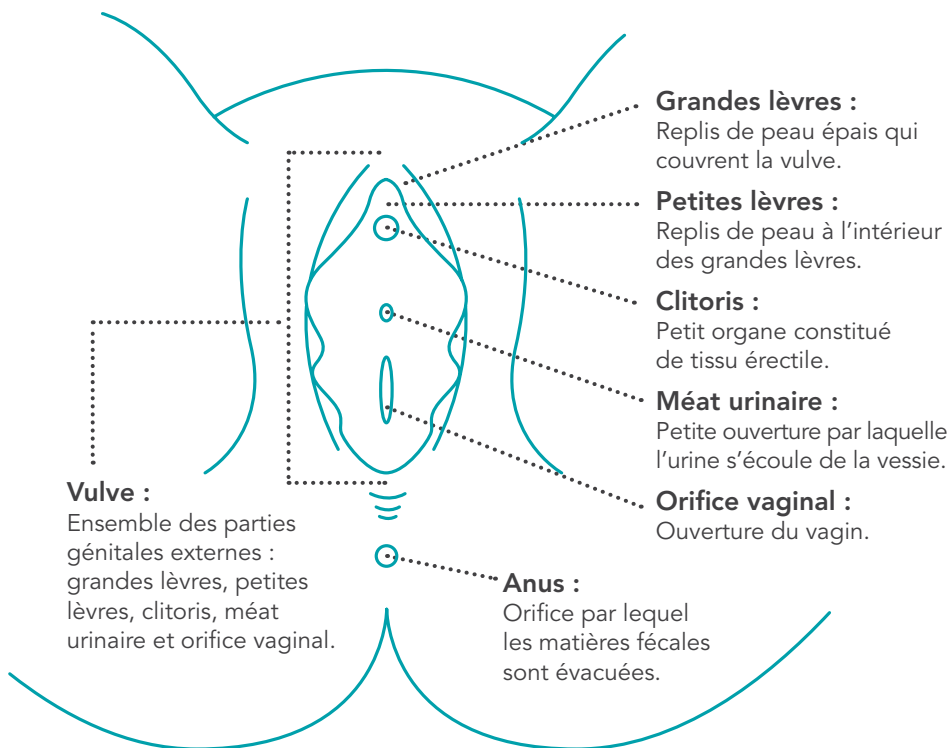 Grandes lèvres :
Replis de peau épais qui
couvrent la vulve.
Petites lèvres :
Replis de peau à l’intérieur
des grandes lèvres.
Clitoris :
Petit organe constitué
de tissu érectile.
Méat urinaire :
Petite ouverture par laquelle
l’urine s’écoule de la vessie.
Orifice vaginal :
Ouverture du vagin.
Vulve :
Ensemble des parties
génitales externes :
grandes lèvres, petites
lèvres, clitoris, méat
urinaire et orifice vaginal.
Anus :
Orifice par lequel
les matières fécales
sont évacuées.